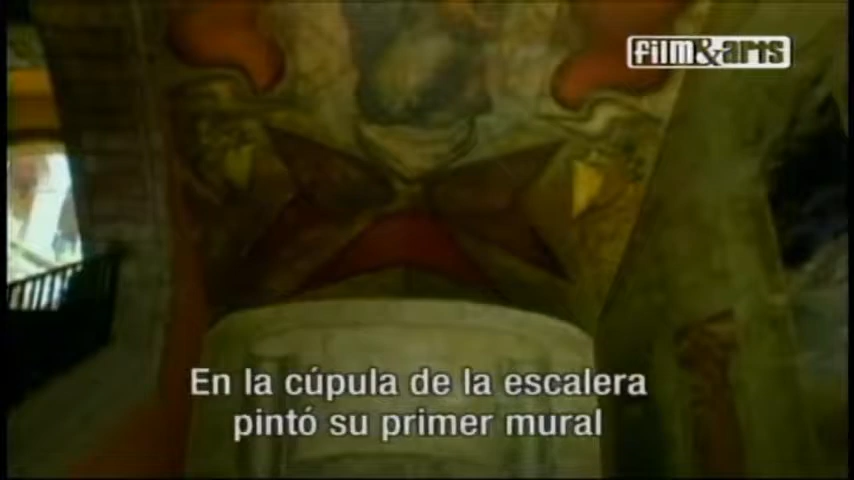 film&arts
En la cúpula de la escalera
pintó su primer mural